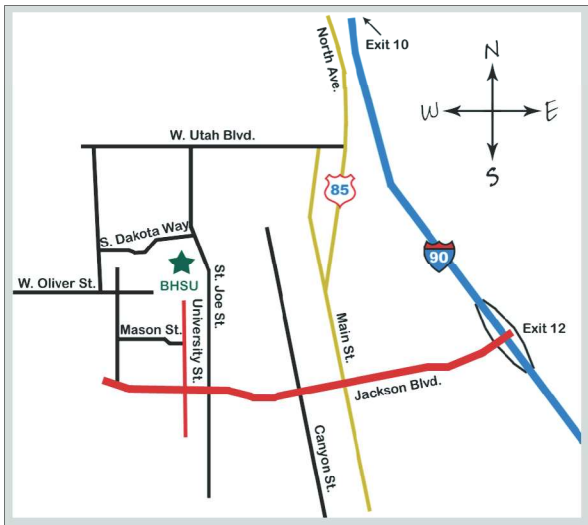 North Ave.
Exit 10
N
W
E
S
W. Utah Blvd.
85
S. Dakota Way
BHSU
St. Joe St.
90
W. Oliver St.
University St.
Mason St.
Main St.
Exit 12
Jackson Blvd.
Canyon St.